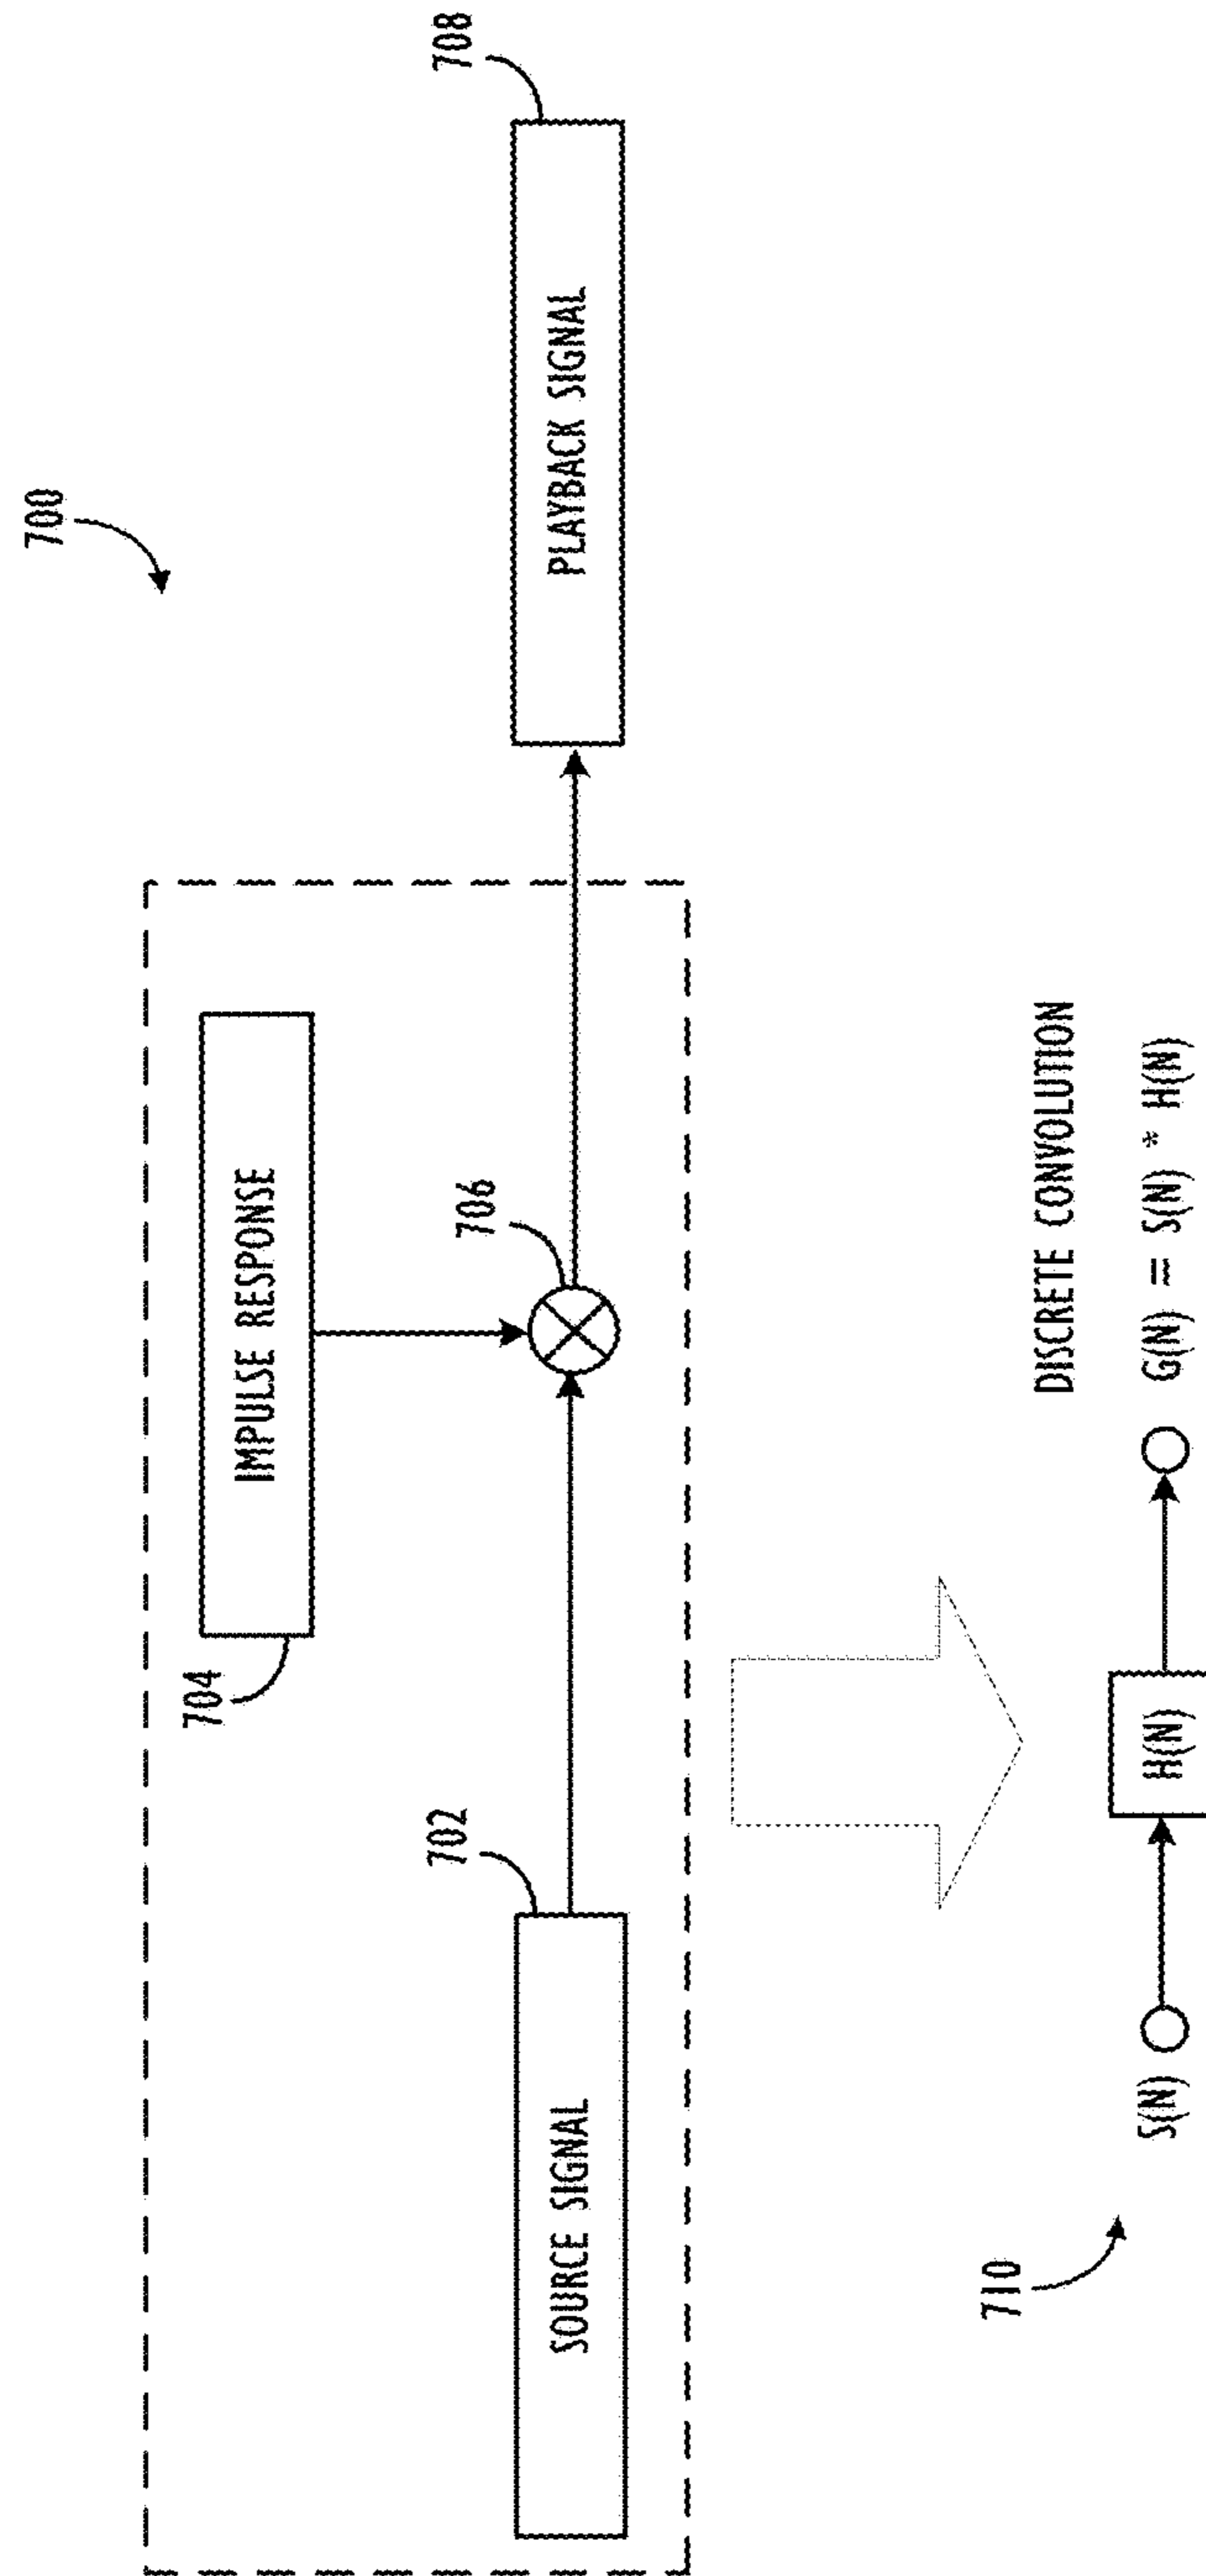 700
704
IMPULSE RESPONSE
702
706
708
SOURCE SIGNAL
PLAYBACK SIGNAL
710
DISCRETE CONVOLUTION
S(N)
H(N)
G(N) = S(N) * H(N)